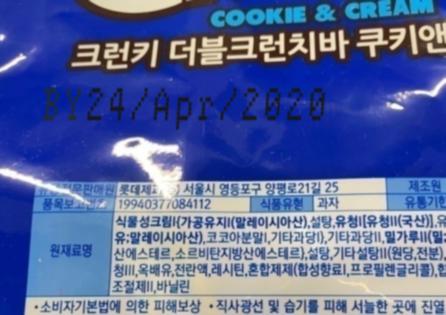 COOKIE & CREAM
크런키 더블크런치바 쿠키앤
BY24/Apr/2020
롯데제과 서울시 영등포구 양평로21길 25 제조원
품목보고번호 19940377084112 식품유형 과자 유통기한
식물성크림I(가공유지I(말레이시아산),설탕,유청I(유청II(국산),
유:말레이시아산),코코아분말I,기타과당I),기타과당II,밀가루II(밀:
원재료명
산에스테르,소르비탄지방산에스테르),설탕,기타설탕II(원당,전분),
청III,옥배유,전란액,레시틴,혼합제제(합성향료,프로필렌글리콜),합
조절제II,바닐린
•소비자기본법에 의한 피해보상 •직사광선 및 습기를 피해 서늘한 곳에 진열